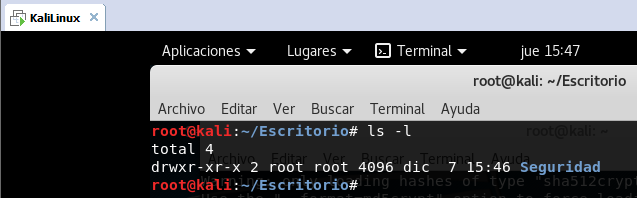 KaliLinux
Aplicaciones Lugares Terminal jue 15:47
root@kali: ~/Escritorio
Archivo Editar Ver Buscar Terminal Ayuda
root@kali:~/Escritorio# ls -l
total 4
drwxr-xr-x 2 root root 4096 dic  7 15:46 Seguridad
root@kali:~/Escritorio#